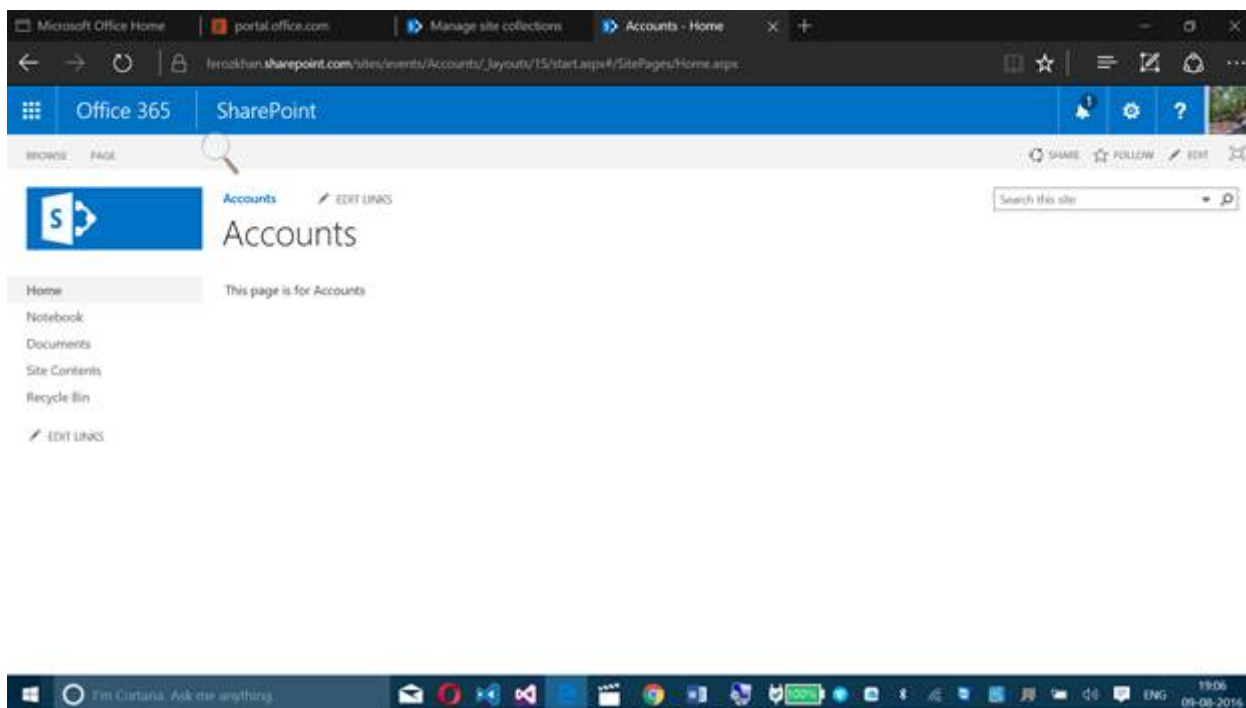 Microsoft Office Home
portal.office.com
Manage site collections
Accounts - Home
ferozkhan.sharepoint.com/sites/events/Accounts/_layouts/15/start.aspx#/SitePages/Home.aspx
Office 365
SharePoint
1
?
BROWSE
PAGE
SHARE
FOLLOW
EDIT
S
Accounts
EDIT LINKS
Search this site
Accounts
Home
This page is for Accounts
Notebook
Documents
Site Contents
Recycle Bin
EDIT LINKS
I'm Cortana. Ask me anything.
100%
ENG
19:06
09-08-2016